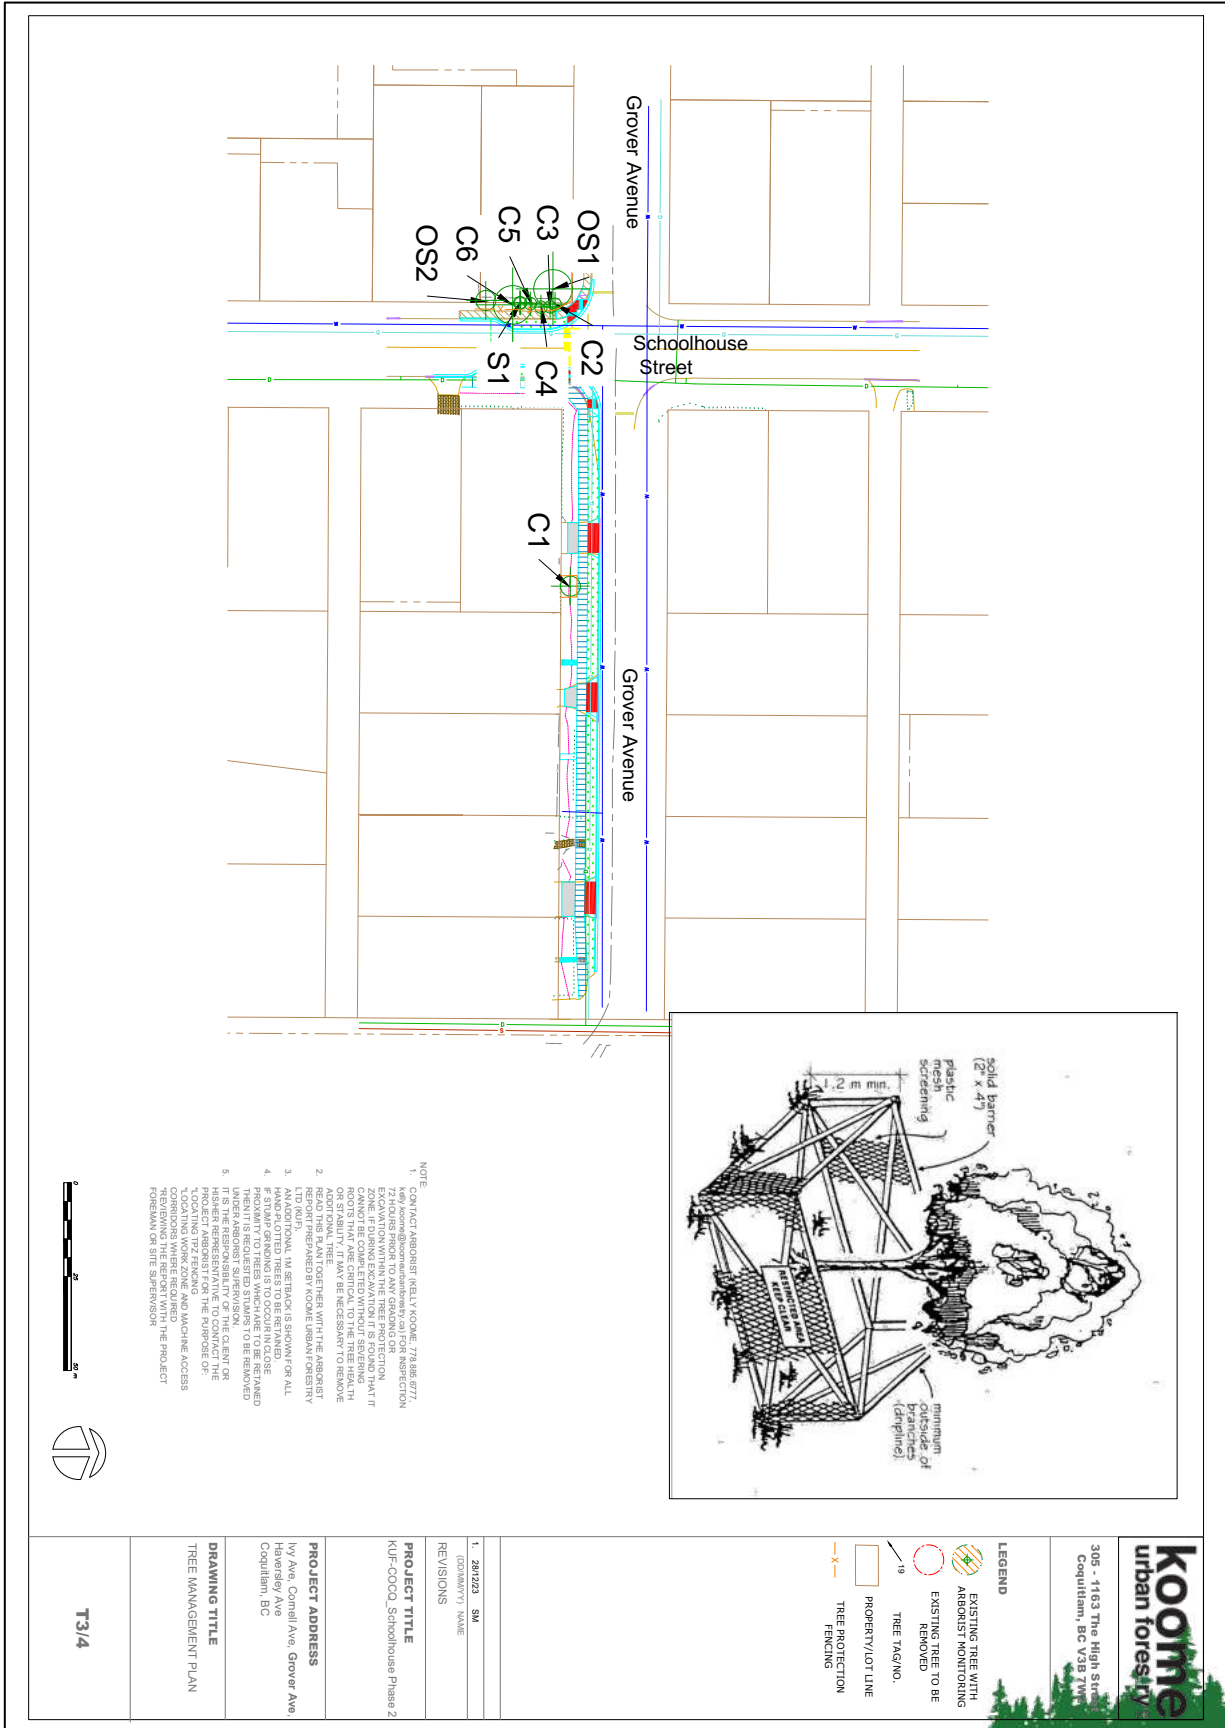 Grover Avenue
OS1
C3
C5
C6
OS2
C2
C4
S1
Schoolhouse
Street
C1
Grover Avenue
solid barrier
(2" x 4")
plastic
mesh
screening
1.2 m min.
RESTRICTED AREA
KEEP CLEAR
minimum
outside of
branches
(dripline)
NOTE:
1. CONTACT ARBORIST (KELLY KOOME, 778.885.6777,
kelly.koome@koomeurbanforestry.ca) FOR INSPECTION
72 HOURS PRIOR TO ANY GRADING OR
EXCAVATION WITHIN THE TREE PROTECTION
ZONE. IF DURING EXCAVATION IT IS FOUND THAT IT
CANNOT BE COMPLETED WITHOUT SEVERING
ROOTS THAT ARE CRITICAL TO THE TREE HEALTH
OR STABILITY, IT MAY BE NECESSARY TO REMOVE
ADDITIONAL TREE.
2. READ THIS PLAN TOGETHER WITH THE ARBORIST
REPORT PREPARED BY KOOME URBAN FORESTRY
LTD (KUF).
3. AN ADDITIONAL 1M SETBACK IS SHOWN FOR ALL
HAND-PLOTTED TREES TO BE RETAINED.
4. IF STUMP GRINDING IS TO OCCUR IN CLOSE
PROXIMITY TO TREES WHICH ARE TO BE RETAINED
THEN IT IS REQUESTED STUMPS TO BE REMOVED
UNDER ARBORIST SUPERVISION.
5. IT IS THE RESPONSIBILITY OF THE CLIENT OR
HIS/HER REPRESENTATIVE TO CONTACT THE
PROJECT ARBORIST FOR THE PURPOSE OF:
*LOCATING TPZ FENCING
*LOCATING WORK ZONE AND MACHINE ACCESS
CORRIDORS WHERE REQUIRED
*REVIEWING THE REPORT WITH THE PROJECT
FOREMAN OR SITE SUPERVISOR
0 25 50 m
koome
urban forestry
305 - 1163 The High Street
Coquitlam, BC V3B 7W
LEGEND
EXISTING TREE WITH
ARBORIST MONITORING
EXISTING TREE TO BE
REMOVED
19
TREE TAG/NO.
PROPERTY/LOT LINE
X
TREE PROTECTION
FENCING
1. 28/12/23 SM
(DD/MM/YY) NAME
REVISIONS
PROJECT TITLE
KUF-COCQ_Schoolhouse Phase 2
PROJECT ADDRESS
Ivy Ave, Cornell Ave, Grover Ave,
Haversley Ave
Coquitlam, BC
DRAWING TITLE
TREE MANAGEMENT PLAN
T3/4